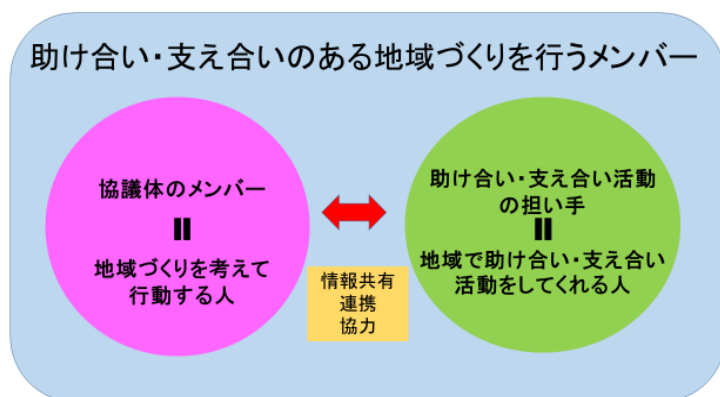 助け合い・支え合いのある地域づくりを行うメンバー
協議体のメンバー
=
地域づくりを考えて
行動する人
情報共有
連携
協力
助け合い・支え合い活動
の担い手
=
地域で助け合い・支え合い
活動をしてくれる人